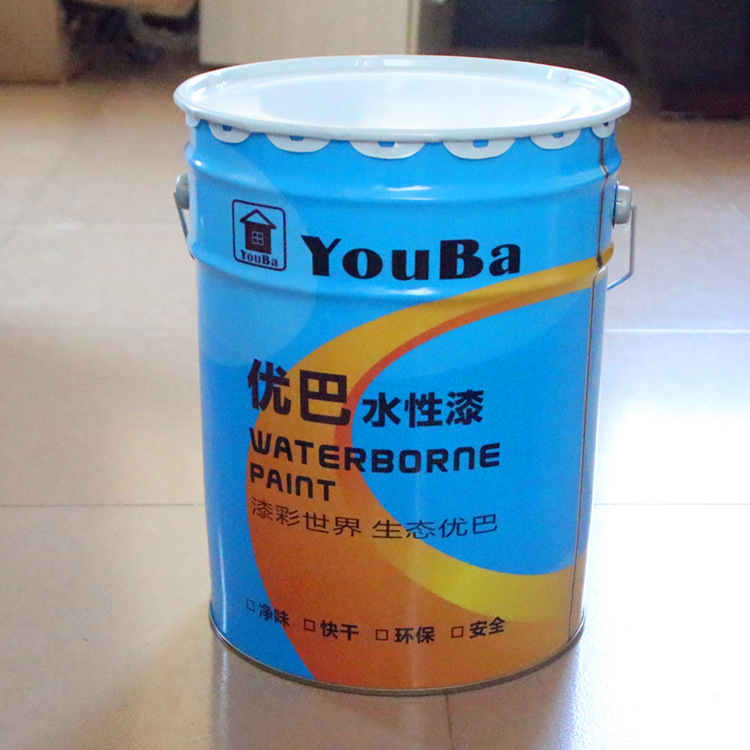 YouBa
YouBa
优巴 水性漆
WATERBORNE
PAINT
漆彩世界 生态优巴
□净味 □快干 □环保 □安全